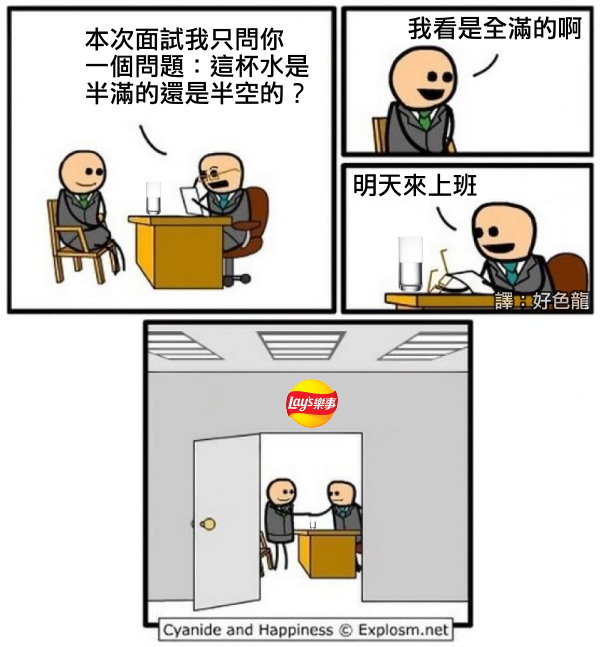 本次面試我只問你
一個問題：這杯水是
半滿的還是半空的？
我看是全滿的啊
明天來上班
譯：好色龍
Lay's樂事
Cyanide and Happiness © Explosm.net